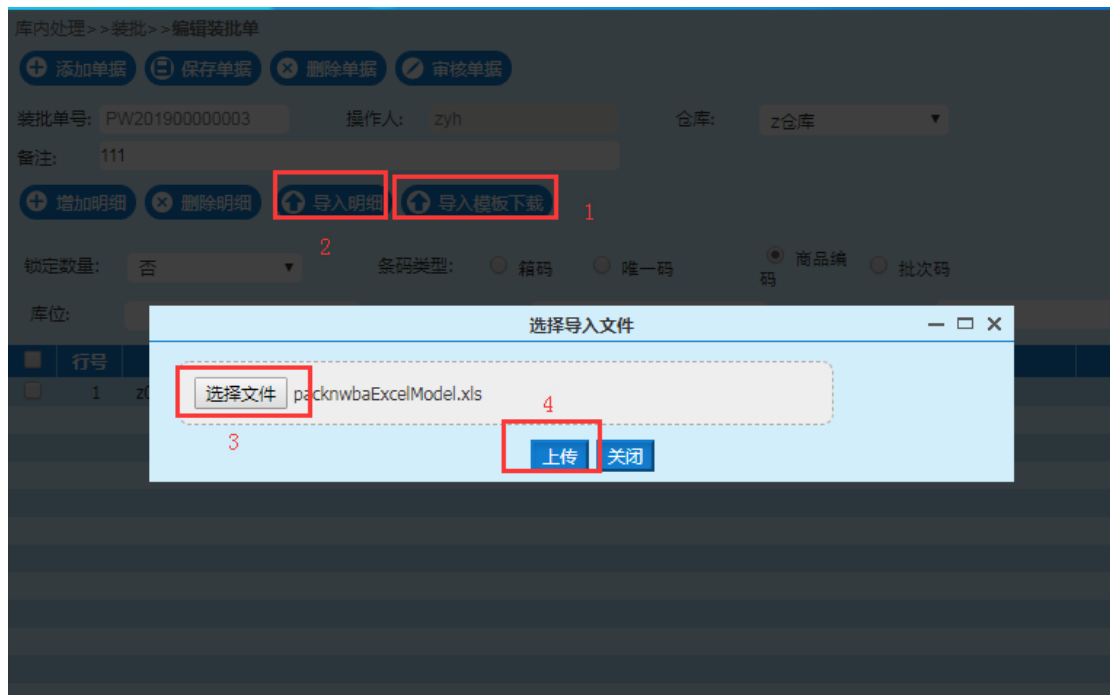 库内处理>>装批>>编辑装批单
添加单据 保存单据 删除单据 审核单据
装批单号: PW201900000003 操作人: zyh 仓库: z仓库
备注: 111
增加明细 删除明细 导入明细 导入模板下载 1
2
锁定数量: 否 条码类型: 箱码 唯一码 商品编码 批次码
库位:
选择导入文件
行号
1
选择文件 packnwbaExcelModel.xls 4
3
上传 关闭